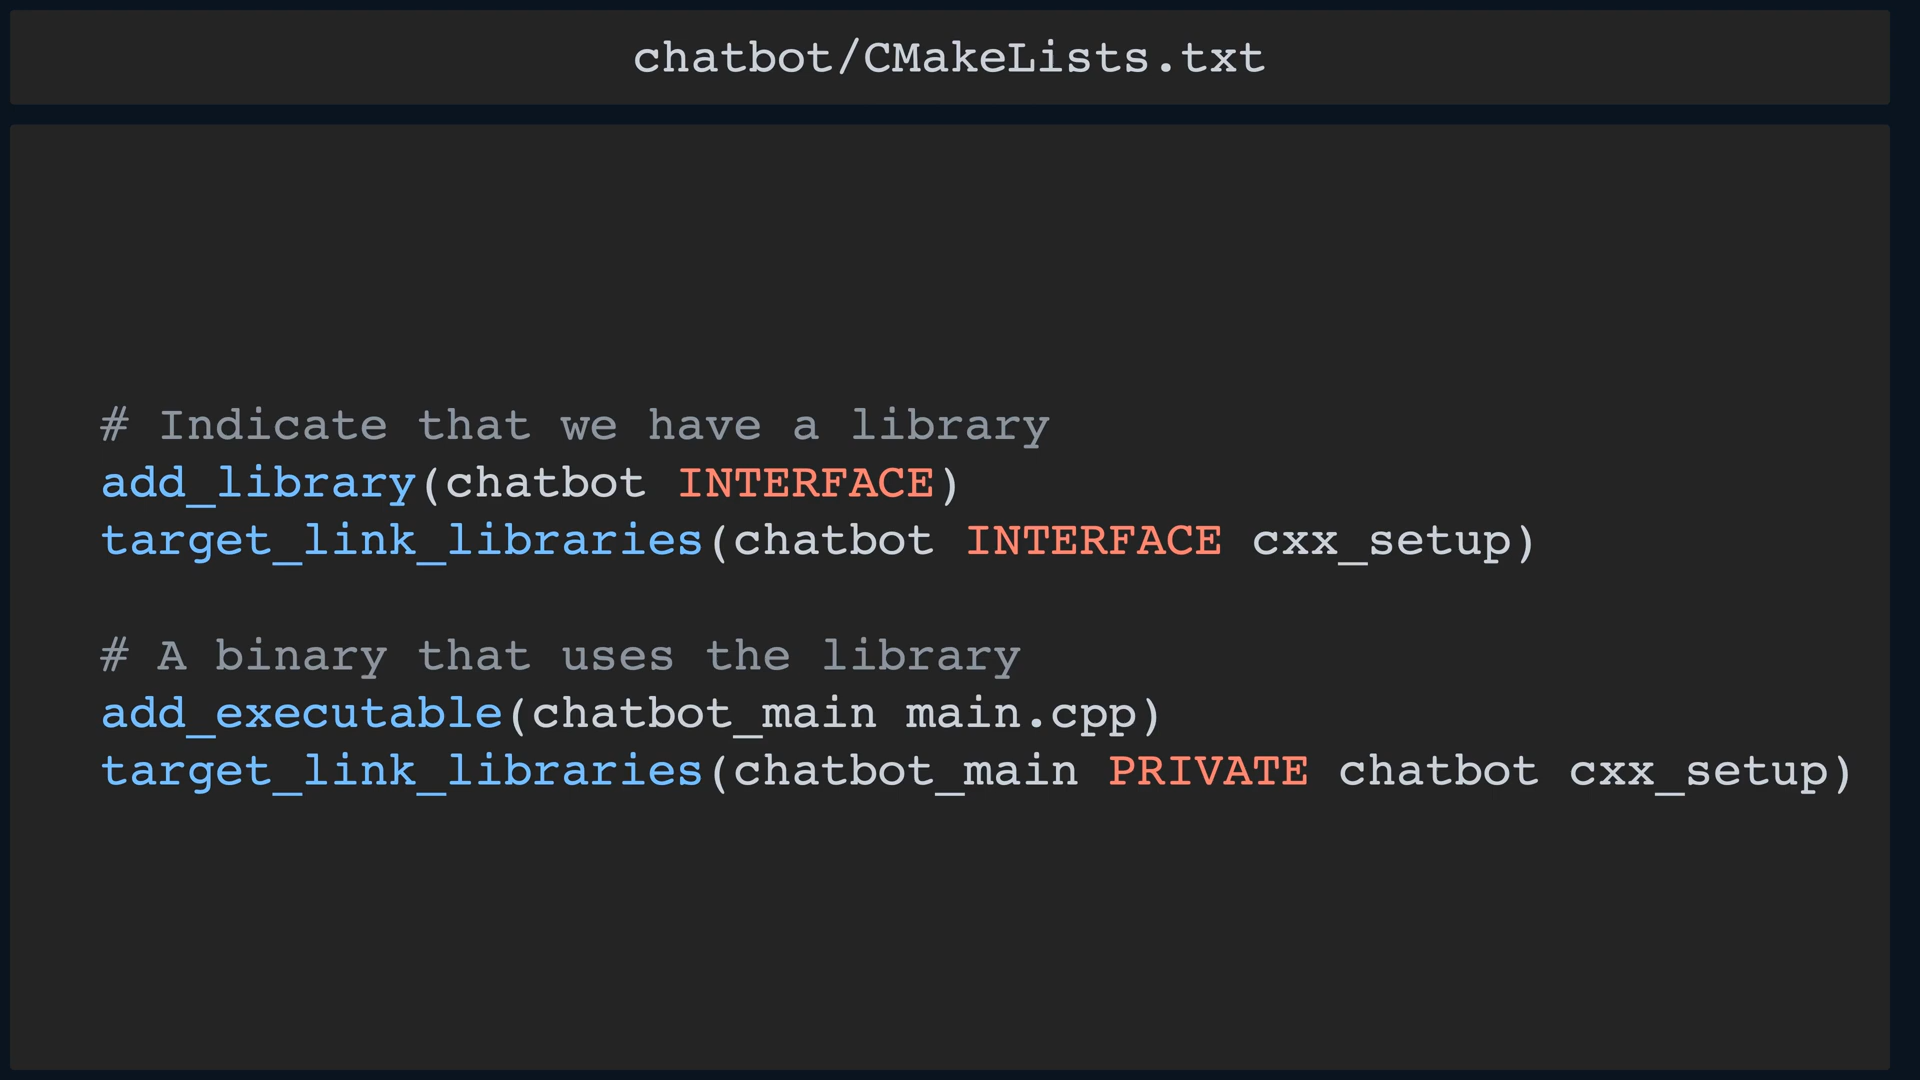 chatbot/CMakeLists.txt
# Indicate that we have a library
add_library(chatbot INTERFACE)
target_link_libraries(chatbot INTERFACE cxx_setup)
# A binary that uses the library
add_executable(chatbot_main main.cpp)
target_link_libraries(chatbot_main PRIVATE chatbot cxx_setup)